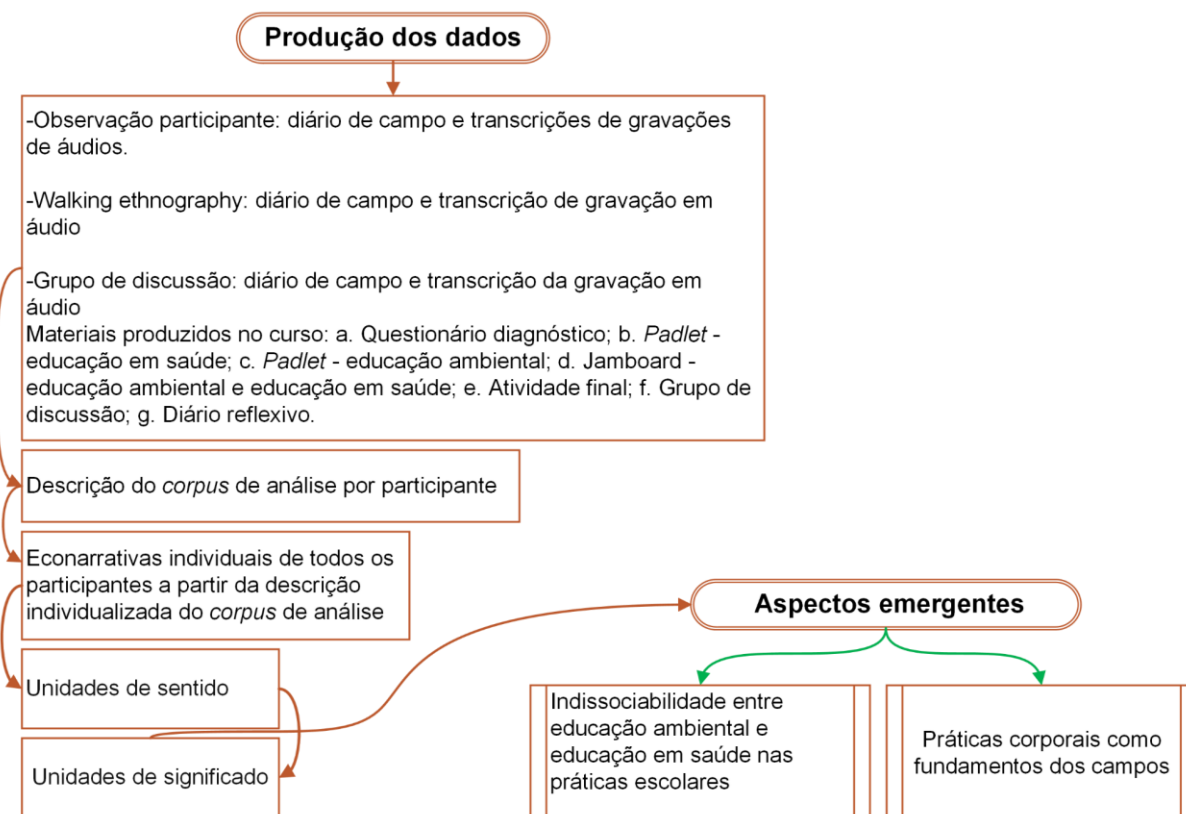 Produção dos dados
-Observação participante: diário de campo e transcrições de gravações
de áudios.
-Walking ethnography: diário de campo e transcrição de gravação em
áudio
-Grupo de discussão: diário de campo e transcrição da gravação em
áudio
Materiais produzidos no curso: a. Questionário diagnóstico; b. Padlet -
educação em saúde; c. Padlet - educação ambiental; d. Jamboard -
educação ambiental e educação em saúde; e. Atividade final; f. Grupo de
discussão; g. Diário reflexivo.
Descrição do corpus de análise por participante
Econarrativas individuais de todos os
participantes a partir da descrição
individualizada do corpus de análise
Unidades de sentido
Unidades de significado
Aspectos emergentes
Indissociabilidade entre
educação ambiental e
educação em saúde nas
práticas escolares
Práticas corporais como
fundamentos dos campos